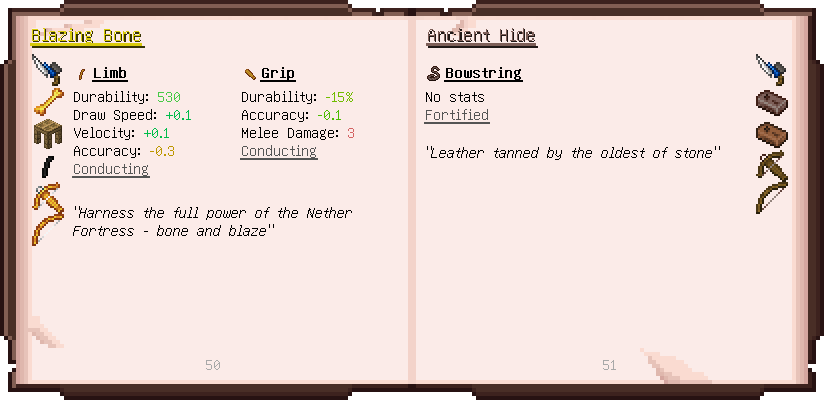 Blazing Bone
Limb
Durability: 530
Draw Speed: +0.1
Velocity: +0.1
Accuracy: -0.3
Conducting
Grip
Durability: -15%
Accuracy: -0.1
Melee Damage: 3
Conducting
"Harness the full power of the Nether
Fortress - bone and blaze"
50
Ancient Hide
Bowstring
No stats
Fortified
"Leather tanned by the oldest of stone"
51